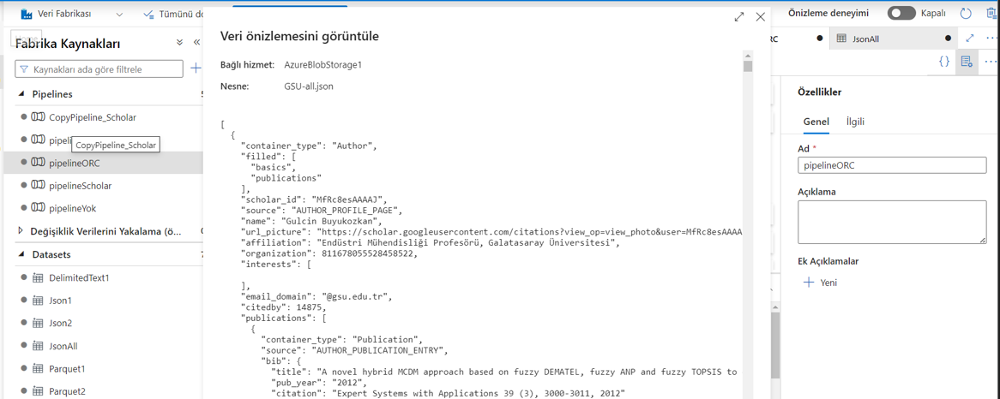 Veri Fabrikası
Tümünü
Önizleme deneyimi
Kapalı
Fabrika Kaynakları
Kaynakları ada göre filtrele
Pipelines
CopyPipeline_Scholar
CopyPipeline_Scholar
pipelineORC
pipelineScholar
pipelineYok
Değişiklik Verilerini Yakalama (ö...
Datasets
DelimitedText1
Json1
Json2
JsonAll
Parquet1
Parquet2
Veri önizlemesini görüntüle
Bağlı hizmet: AzureBlobStorage1
Nesne: GSU-all.json
[
{
"container_type": "Author",
"filled": [
"basics",
"publications"
],
"scholar_id": "MfRc8esAAAAJ",
"source": "AUTHOR_PROFILE_PAGE",
"name": "Gulcin Buyukozkan",
"url_picture": "https://scholar.googleusercontent.com/citations?view_op=view_photo&user=MfRc8esAAAA
"affiliation": "Endüstri Mühendisliği Profesörü, Galatasaray Üniversitesi",
"organization": 811678055528458522,
"interests": [
],
"email_domain": "@gsu.edu.tr",
"citedby": 14875,
"publications": [
{
"container_type": "Publication",
"source": "AUTHOR_PUBLICATION_ENTRY",
"bib": {
"title": "A novel hybrid MCDM approach based on fuzzy DEMATEL, fuzzy ANP and fuzzy TOPSIS to
"pub_year": "2012",
"citation": "Expert Systems with Applications 39 (3), 3000-3011, 2012"
RC
JsonAll
{}
Özellikler
Genel
İlgili
Ad *
pipelineORC
Açıklama
Ek Açıklamalar
Yeni